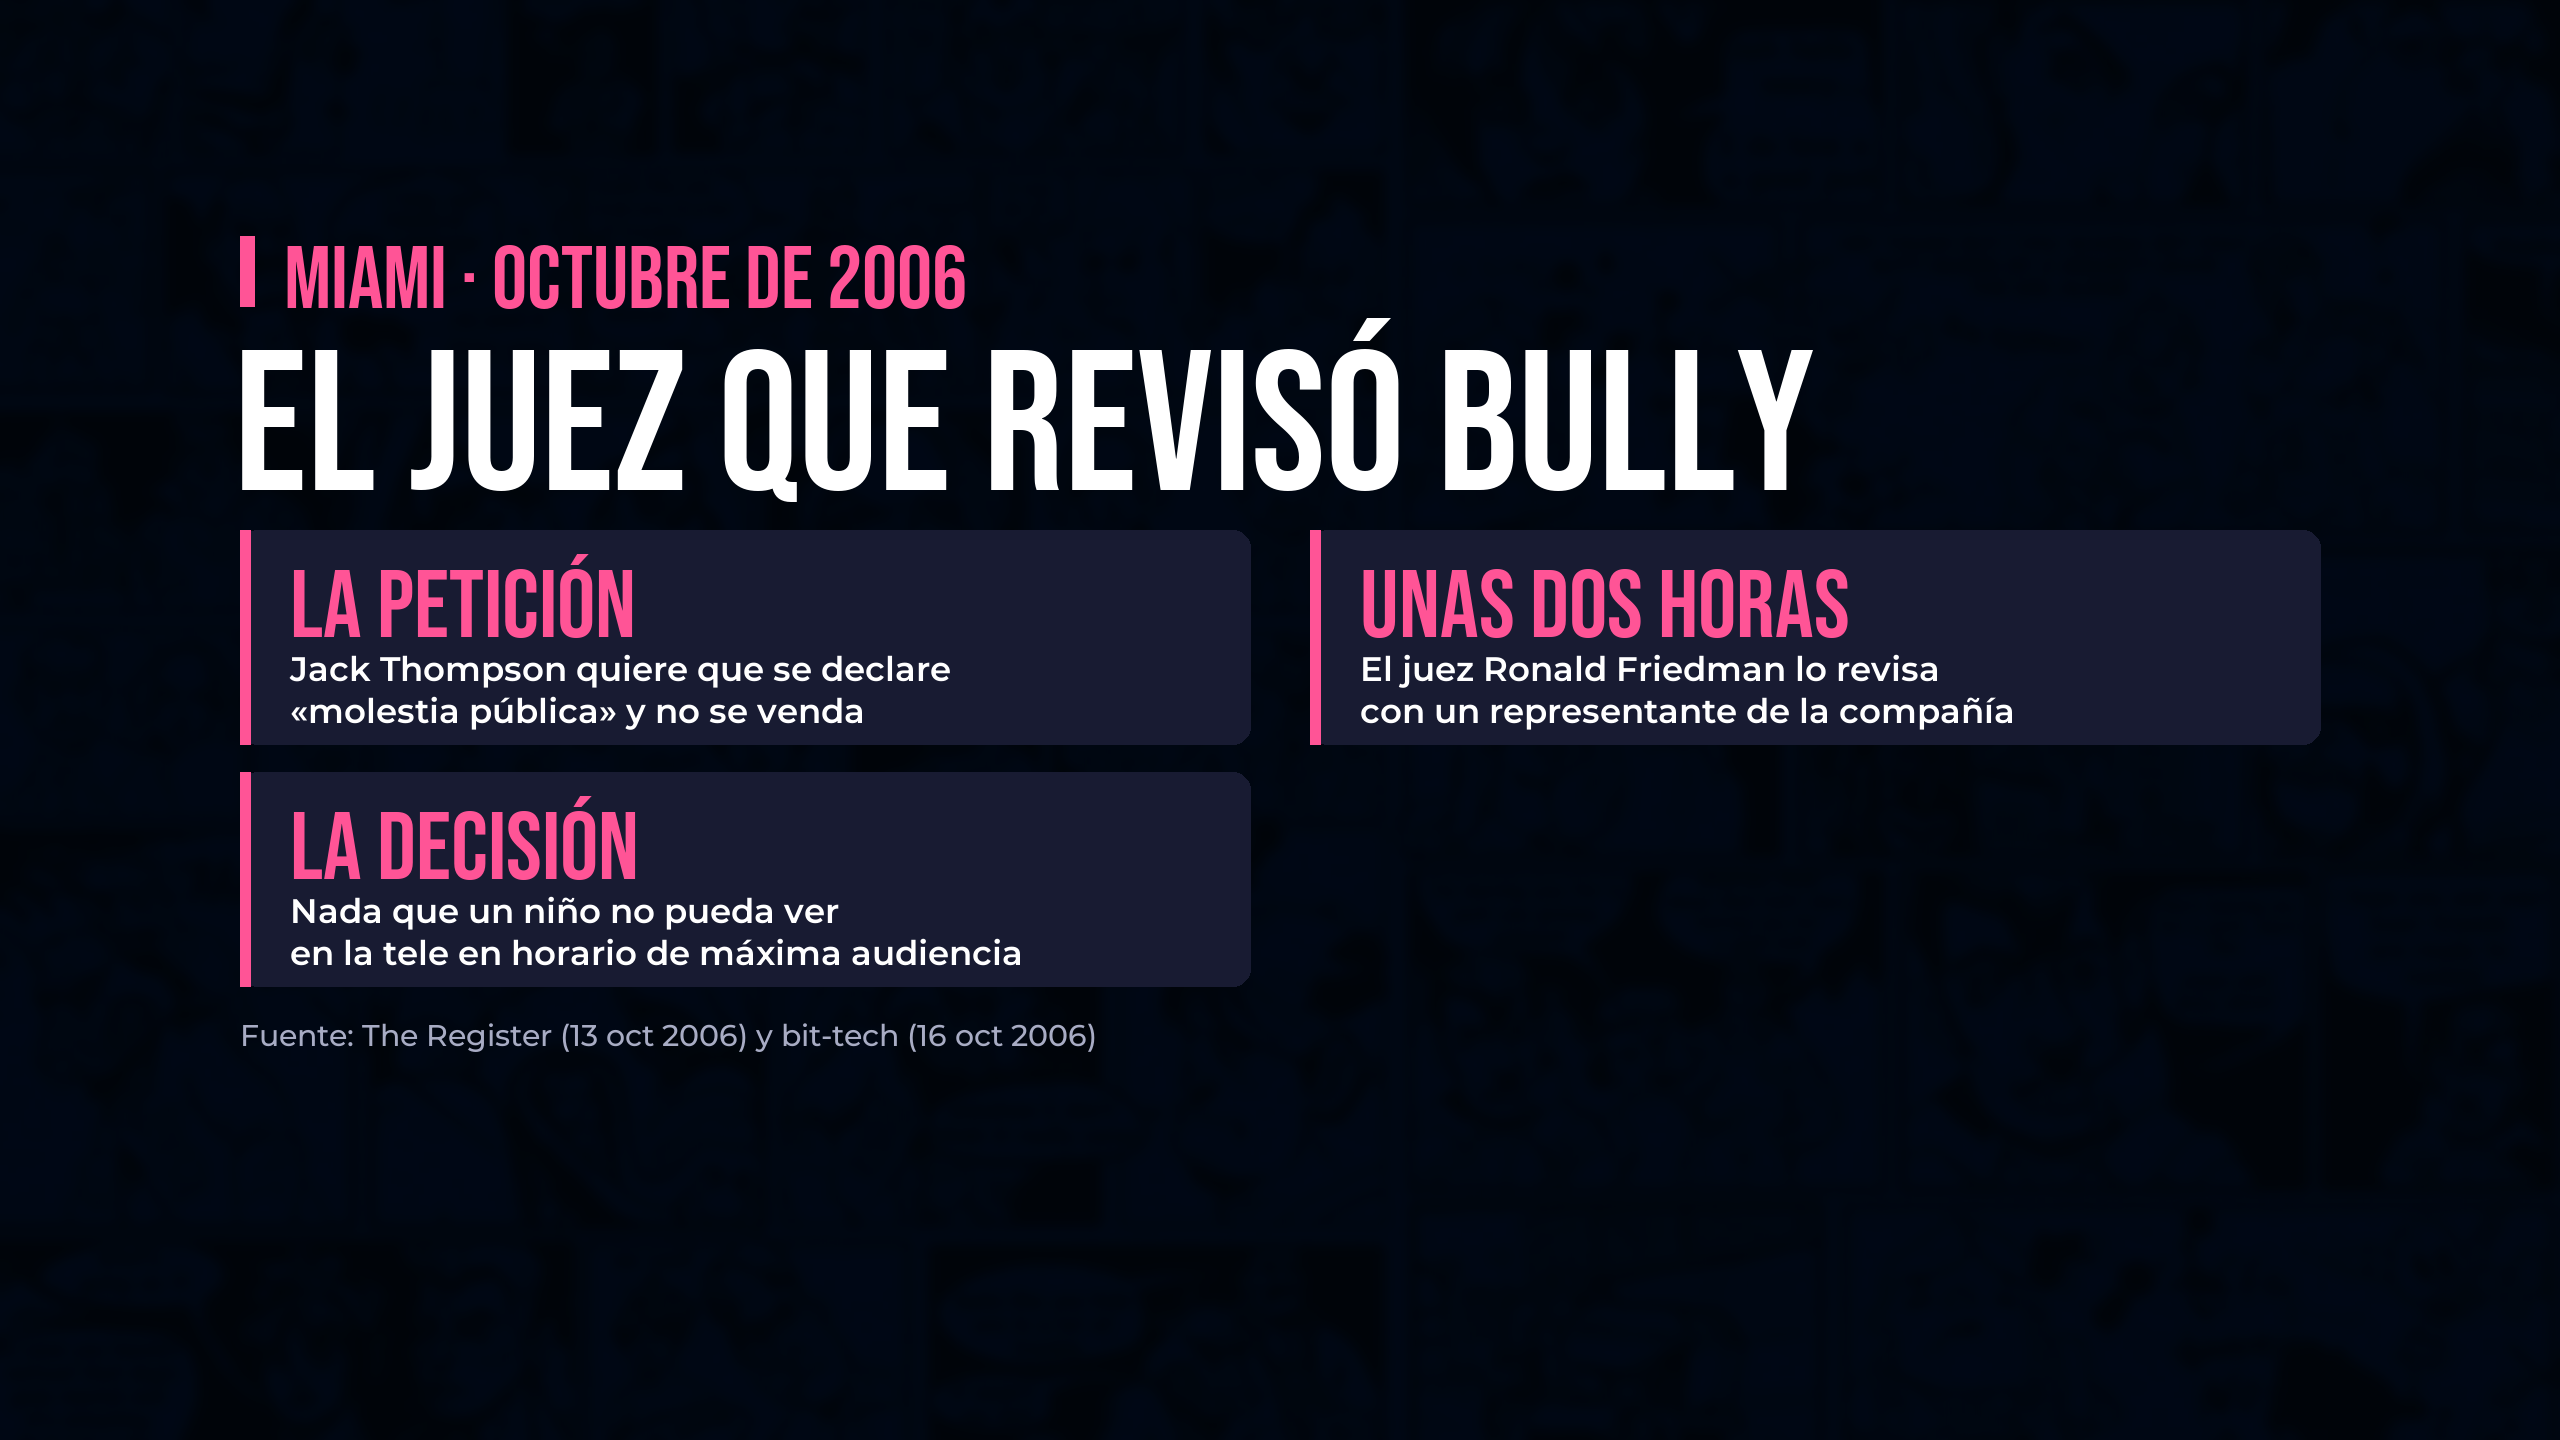 MIAMI · OCTUBRE DE 2006
EL JUEZ QUE REVISÓ BULLY
LA PETICIÓN
Jack Thompson quiere que se declare
«molestia pública» y no se venda
UNAS DOS HORAS
El juez Ronald Friedman lo revisa
con un representante de la compañía
LA DECISIÓN
Nada que un niño no pueda ver
en la tele en horario de máxima audiencia
Fuente: The Register (13 oct 2006) y bit-tech (16 oct 2006)